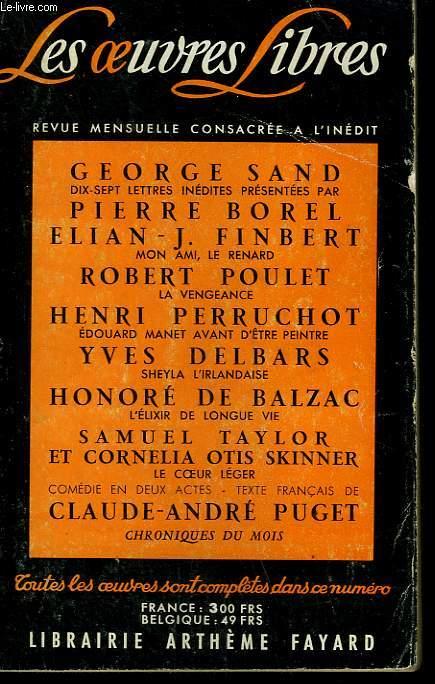 Le-livre.com
Les œuvres Libres
REVUE MENSUELLE CONSACRÉE A L'INÉDIT
GEORGE SAND
DIX-SEPT LETTRES INÉDITES PRÉSENTÉES PAR
PIERRE BOREL
ELIAN-J. FINBERT
MON AMI, LE RENARD
ROBERT POULET
LA VENGEANCE
HENRI PERRUCHOT
ÉDOUARD MANET AVANT D'ÊTRE PEINTRE
YVES DELBARS
SHEYLA L'IRLANDAISE
HONORÉ DE BALZAC
L'ÉLIXIR DE LONGUE VIE
SAMUEL TAYLOR
ET CORNELIA OTIS SKINNER
LE CŒUR LÉGER
COMÉDIE EN DEUX ACTES - TEXTE FRANÇAIS DE
CLAUDE-ANDRÉ PUGET
CHRONIQUES DU MOIS
Toutes les œuvres sont complètes dans ce numéro
FRANCE : 300 FRS
BELGIQUE : 49 FRS
LIBRAIRIE ARTHÈME FAYARD